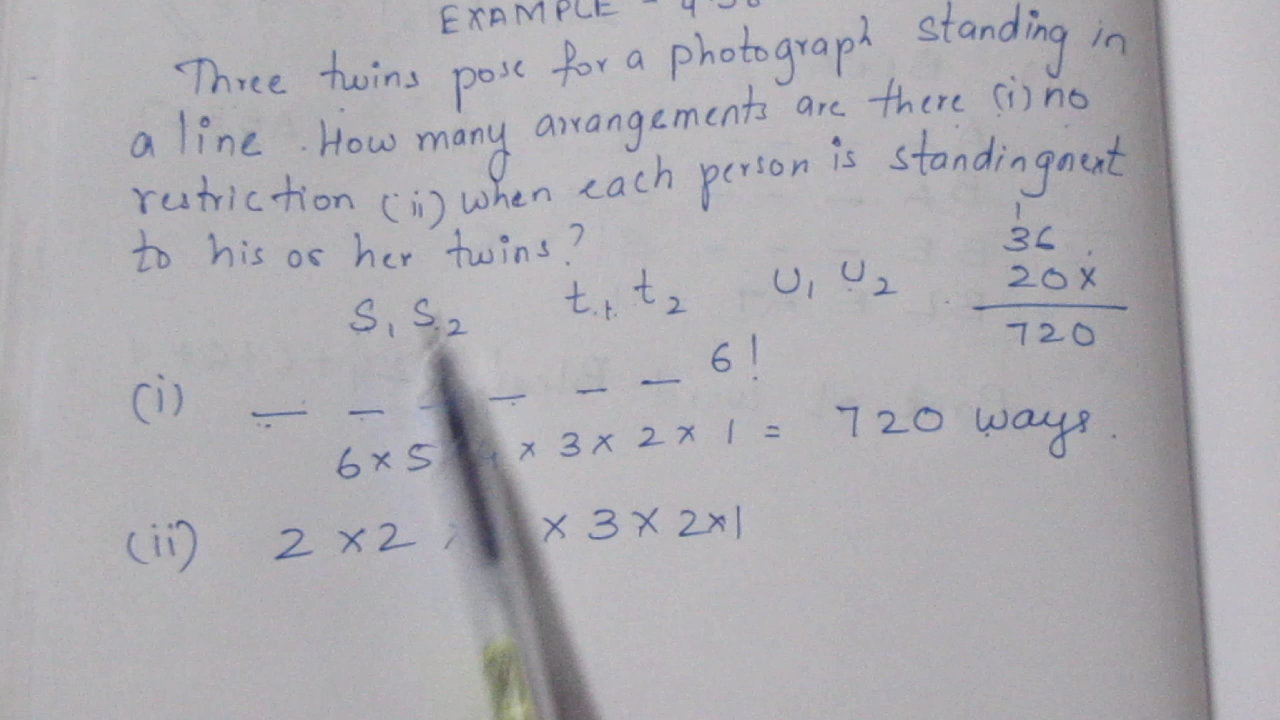 EXAMPLE -
Three twins pose for a photograph standing in
a line. How many arrangements are there (i) no
restriction (ii) when each person is standingnext
to his or her twins?
S₁ S₂ t₁ t₂ U₁ U₂
1
36
20×
720
(i) _ _ _ _ _ _ 6!
6×5 × 3×2×1 = 720 ways.
(ii) 2×2 × 3×2×1